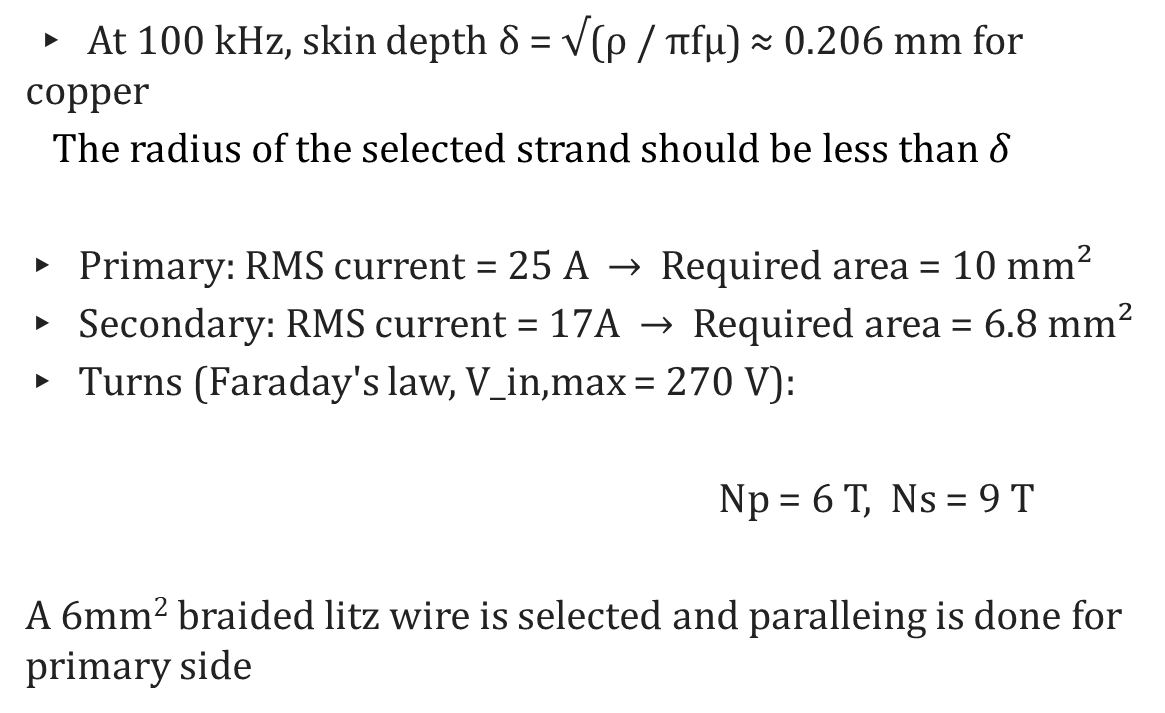 ‣ At 100 kHz, skin depth δ = √(ρ / πfμ) ≈ 0.206 mm for
copper
The radius of the selected strand should be less than 𝛿
‣ Primary: RMS current = 25 A → Required area = 10 mm²
‣ Secondary: RMS current = 17A → Required area = 6.8 mm²
‣ Turns (Faraday's law, V_in,max = 270 V):
Np = 6 T, Ns = 9 T
A 6mm² braided litz wire is selected and paralleing is done for
primary side